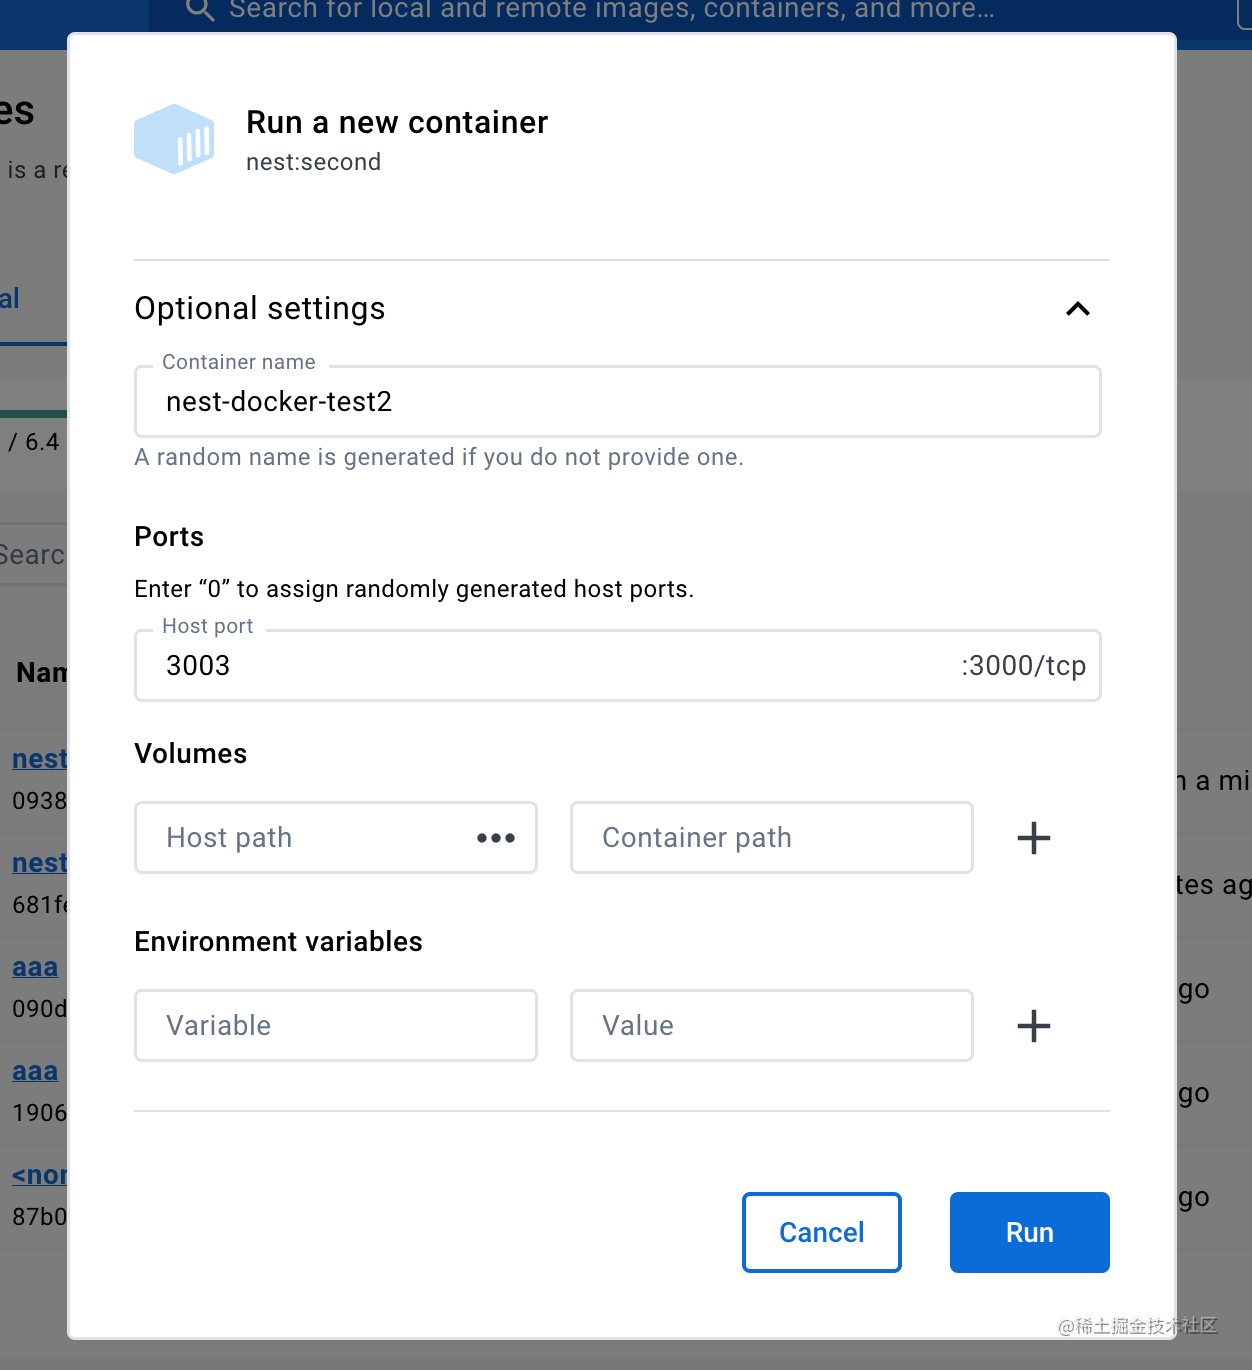 Search for local and remote images, containers, and more...
es
is a re
al
/ 6.4
Searc
Nam
nest
0938
nest
681fe
aaa
090d
aaa
1906
<non
87b0
Run a new container
nest:second
Optional settings
Container name
nest-docker-test2
A random name is generated if you do not provide one.
Ports
Enter “0” to assign randomly generated host ports.
Host port
3003
:3000/tcp
Volumes
Host path
Container path
Environment variables
Variable
Value
Cancel
Run
n a mi
tes ag
go
go
go
@稀土掘金技术社区